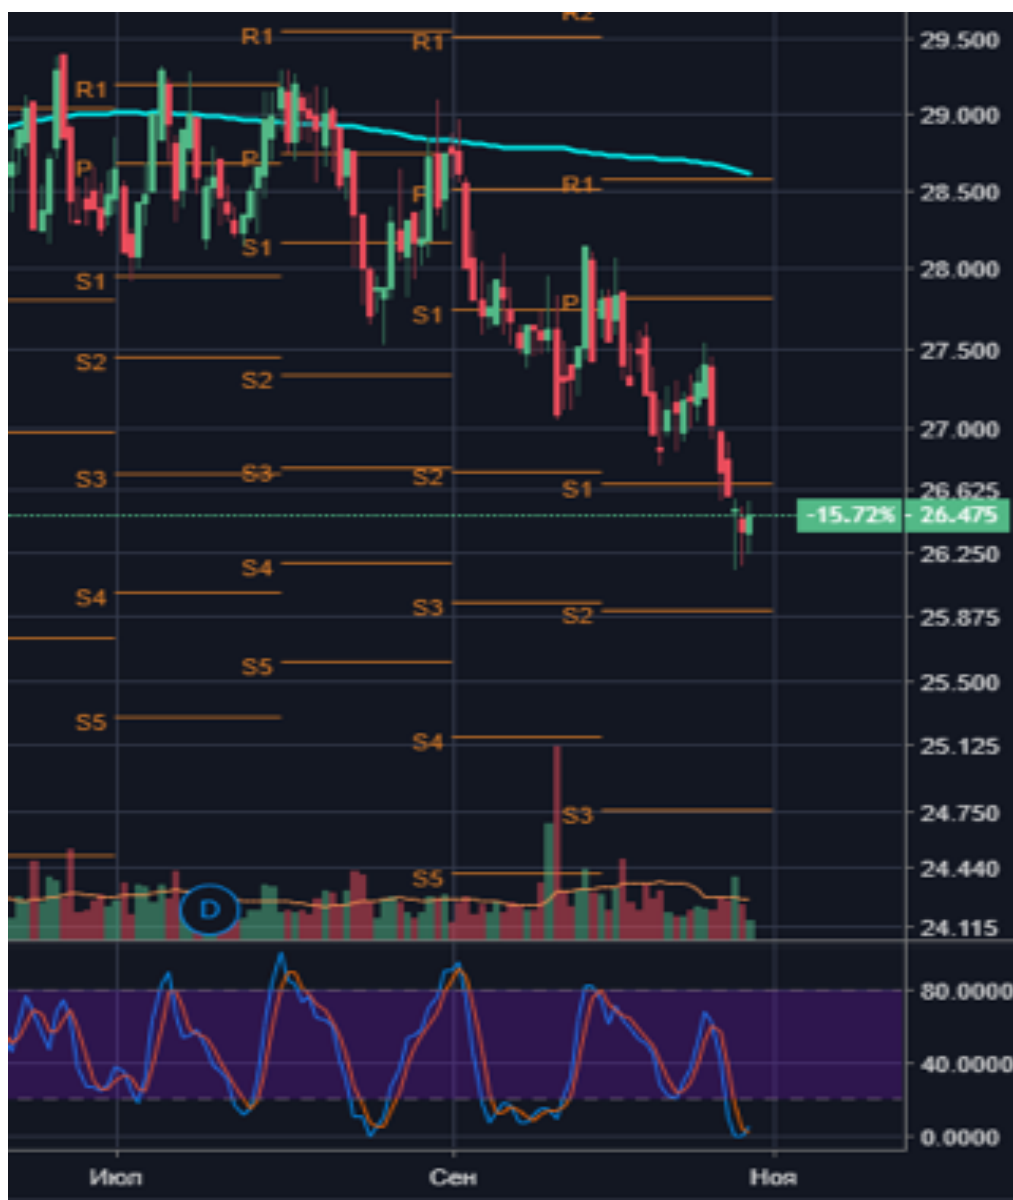 R2
R1
R1
29.500
R1
29.000
P
P
P
R1
28.500
S1
S1
28.000
S1
P
S2
S2
27.500
27.000
S3
S3
S2
S1
26.625
-15.72%
26.475
S4
S4
26.250
S3
S2
25.875
S5
25.500
S5
S4
25.125
S3
24.750
S5
24.440
D
24.115
80.0000
40.0000
0.0000
Июл
Сен
Ноя